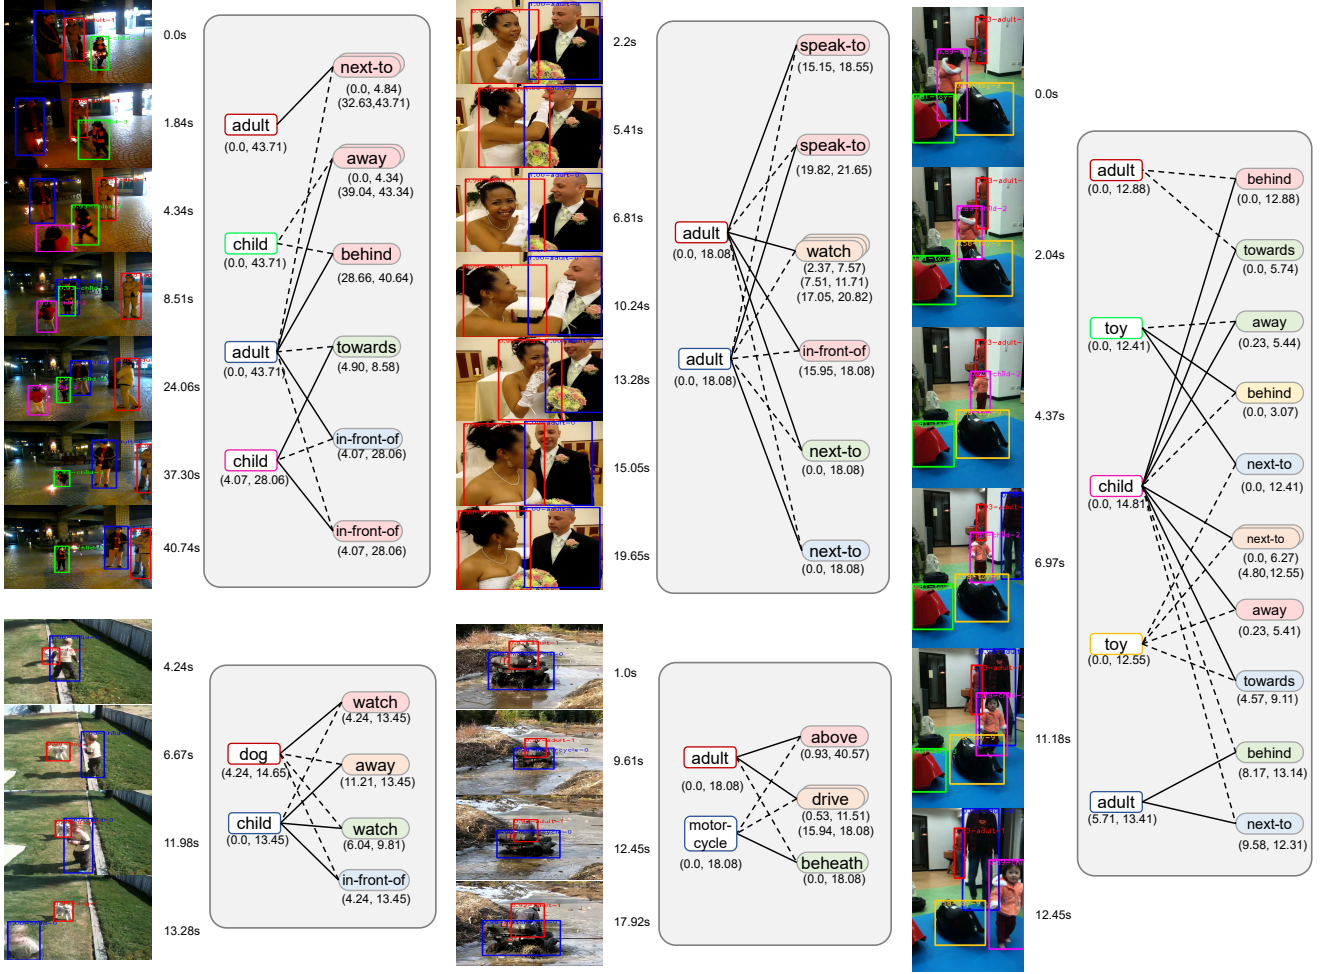 0.0s
1.84s
4.34s
8.51s
24.06s
37.30s
40.74s
next-to
(0.0, 4.84)
(32.63,43.71)
adult
(0.0, 43.71)
away
(0.0, 4.34)
(39.04, 43.34)
child
(0.0, 43.71)
behind
(28.66, 40.64)
adult
(0.0, 43.71)
towards
(4.90, 8.58)
in-front-of
(4.07, 28.06)
child
(4.07, 28.06)
in-front-of
(4.07, 28.06)
2.2s
5.41s
6.81s
10.24s
13.28s
15.05s
19.65s
speak-to
(15.15, 18.55)
speak-to
(19.82, 21.65)
adult
(0.0, 18.08)
watch
(2.37, 7.57)
(7.51, 11.71)
(17.05, 20.82)
adult
(0.0, 18.08)
in-front-of
(15.95, 18.08)
next-to
(0.0, 18.08)
next-to
(0.0, 18.08)
0.0s
2.04s
4.37s
6.97s
11.18s
12.45s
adult
(0.0, 12.88)
behind
(0.0, 12.88)
towards
(0.0, 5.74)
toy
(0.0, 12.41)
away
(0.23, 5.44)
behind
(0.0, 3.07)
next-to
(0.0, 12.41)
child
(0.0, 14.81)
next-to
(0.0, 6.27)
(4.80,12.55)
away
(0.23, 5.41)
toy
(0.0, 12.55)
towards
(4.57, 9.11)
behind
(8.17, 13.14)
adult
(5.71, 13.41)
next-to
(9.58, 12.31)
4.24s
6.67s
11.98s
13.28s
watch
(4.24, 13.45)
dog
(4.24, 14.65)
away
(11.21, 13.45)
child
(0.0, 13.45)
watch
(6.04, 9.81)
in-front-of
(4.24, 13.45)
1.0s
9.61s
12.45s
17.92s
above
(0.93, 40.57)
adult
(0.0, 18.08)
drive
(0.53, 11.51)
(15.94, 18.08)
motor-
cycle
(0.0, 18.08)
beheath
(0.0, 18.08)